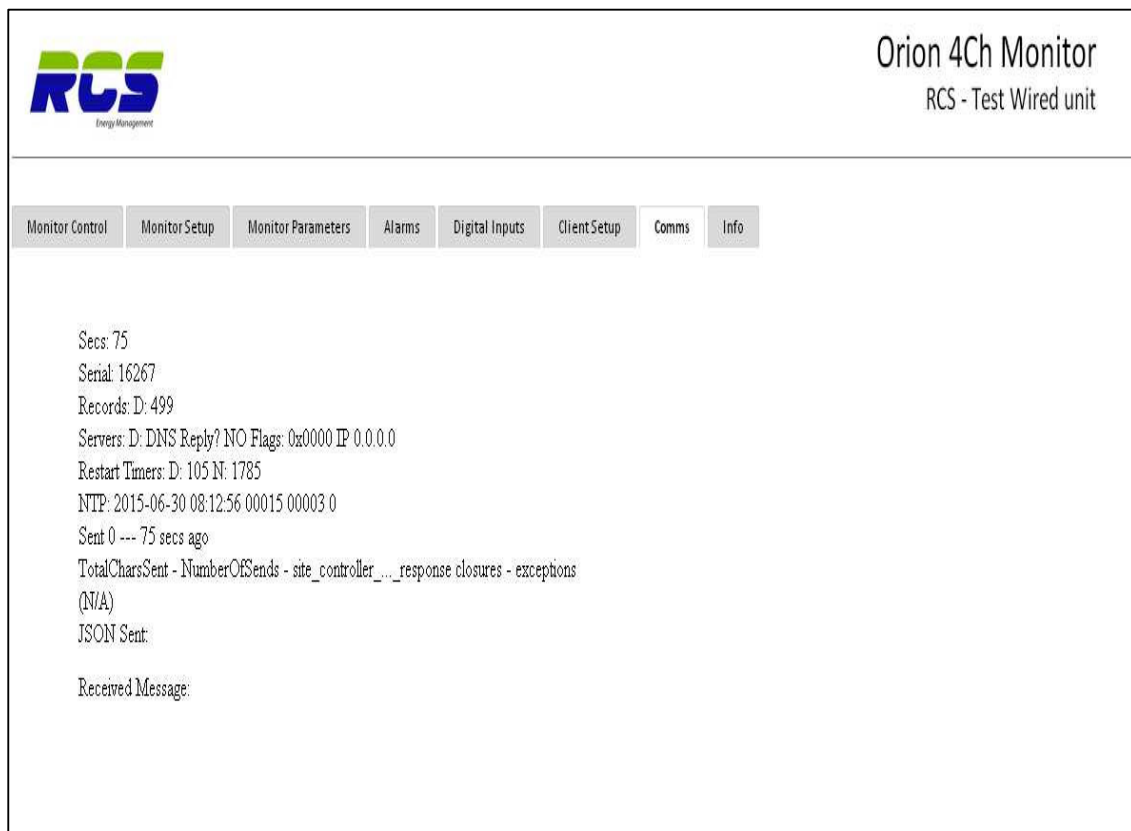 RCS
Energy Management
Orion 4Ch Monitor
RCS - Test Wired unit
Monitor Control Monitor Setup Monitor Parameters Alarms Digital Inputs Client Setup Comms Info
Secs: 75
Serial: 16267
Records: D: 499
Servers: D: DNS Reply? NO Flags: 0x0000 IP 0.0.0.0
Restart Timers: D: 105 N: 1785
NTP: 2015-06-30 08:12:56 00015 00003 0
Sent 0 --- 75 secs ago
TotalCharsSent - NumberOfSends - site_controller_..._response closures - exceptions
(N/A)
JSON Sent:
Received Message: